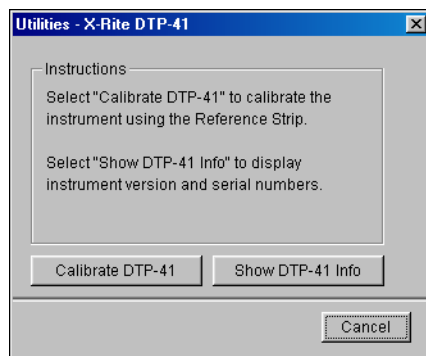 Utilities - X-Rite DTP-41
Instructions
Select "Calibrate DTP-41" to calibrate the
instrument using the Reference Strip.
Select "Show DTP-41 Info" to display
instrument version and serial numbers.
Calibrate DTP-41
Show DTP-41 Info
Cancel